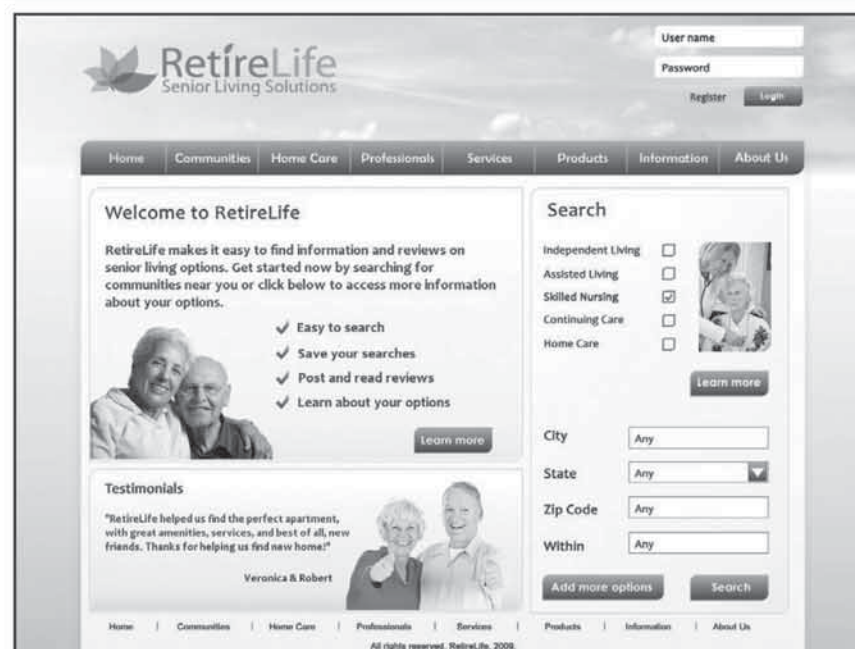 RetireLife
Senior Living Solutions
User name
Password
Register Login
Home Communities Home Care Professionals Services Products Information About Us
Welcome to RetireLife
RetireLife makes it easy to find information and reviews on
senior living options. Get started now by searching for
communities near you or click below to access more information
about your options.
Easy to search
Save your searches
Post and read reviews
Learn about your options
Learn more
Testimonials
"RetireLife helped us find the perfect apartment,
with great amenities, services, and best of all, new
friends. Thanks for helping us find new home!"
Veronica & Robert
Search
Independent Living
Assisted Living
Skilled Nursing
Continuing Care
Home Care
Learn more
City Any
State Any
Zip Code Any
Within Any
Add more options Search
Home | Communities | Home Care | Professionals | Services | Products | Information | About Us
All rights reserved. RetireLife, 2009.